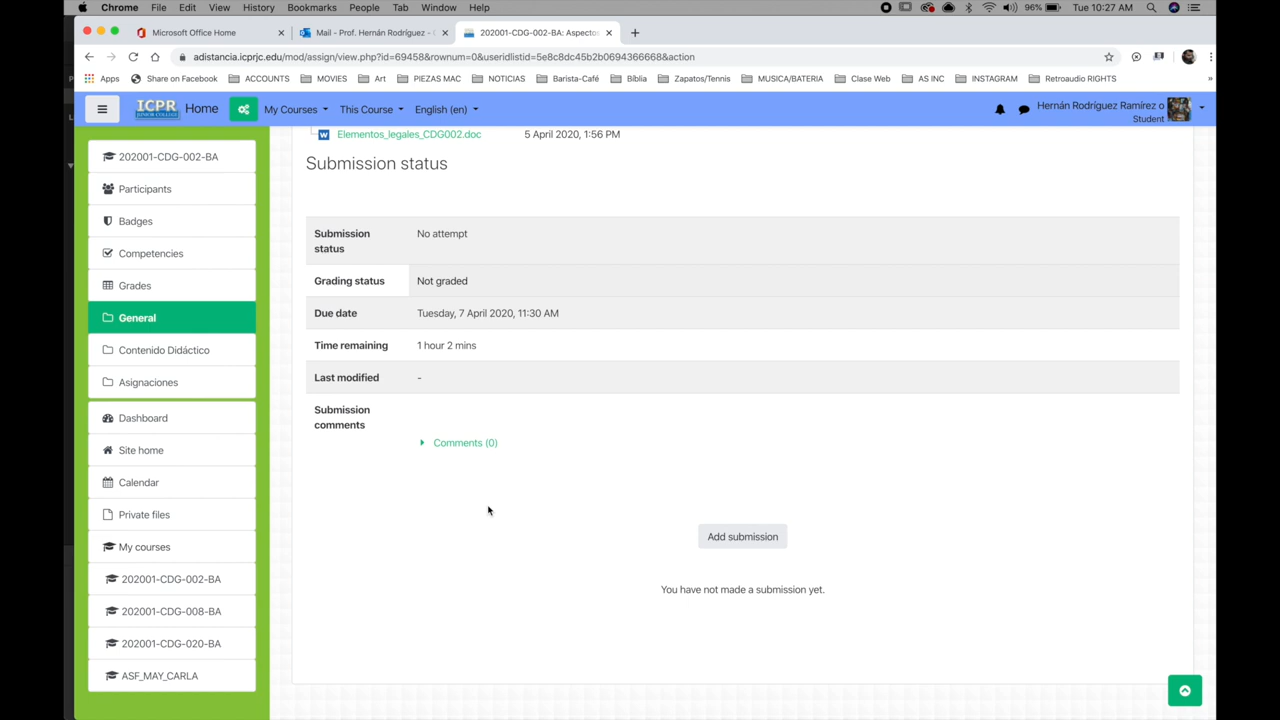 Chrome File Edit View History Bookmarks People Tab Window Help 96% Tue 10:27 AM
Microsoft Office Home Mail - Prof. Hernán Rodríguez - 202001-CDG-002-BA: Aspectos
adistancia.icprjc.edu/mod/assign/view.php?id=69458&rownum=0&useridlistid=5e8c8dc45b2b0694366668&action
Apps Share on Facebook ACCOUNTS MOVIES Art PIEZAS MAC NOTICIAS Barista-Café Bíblia Zapatos/Tennis MUSICA/BATERIA Clase Web AS INC INSTAGRAM Retroaudio RIGHTS »
ICPR JUNIOR COLLEGE Home My Courses This Course English (en) Hernán Rodríguez Ramírez o
Student
Elementos_legales_CDG002.doc 5 April 2020, 1:56 PM
Submission status
202001-CDG-002-BA
Participants
Badges
Competencies
Grades
General
Contenido Didáctico
Asignaciones
Dashboard
Site home
Calendar
Private files
My courses
202001-CDG-002-BA
202001-CDG-008-BA
202001-CDG-020-BA
ASF_MAY_CARLA
Submission status No attempt
Grading status Not graded
Due date Tuesday, 7 April 2020, 11:30 AM
Time remaining 1 hour 2 mins
Last modified -
Submission comments
Comments (0)
Add submission
You have not made a submission yet.